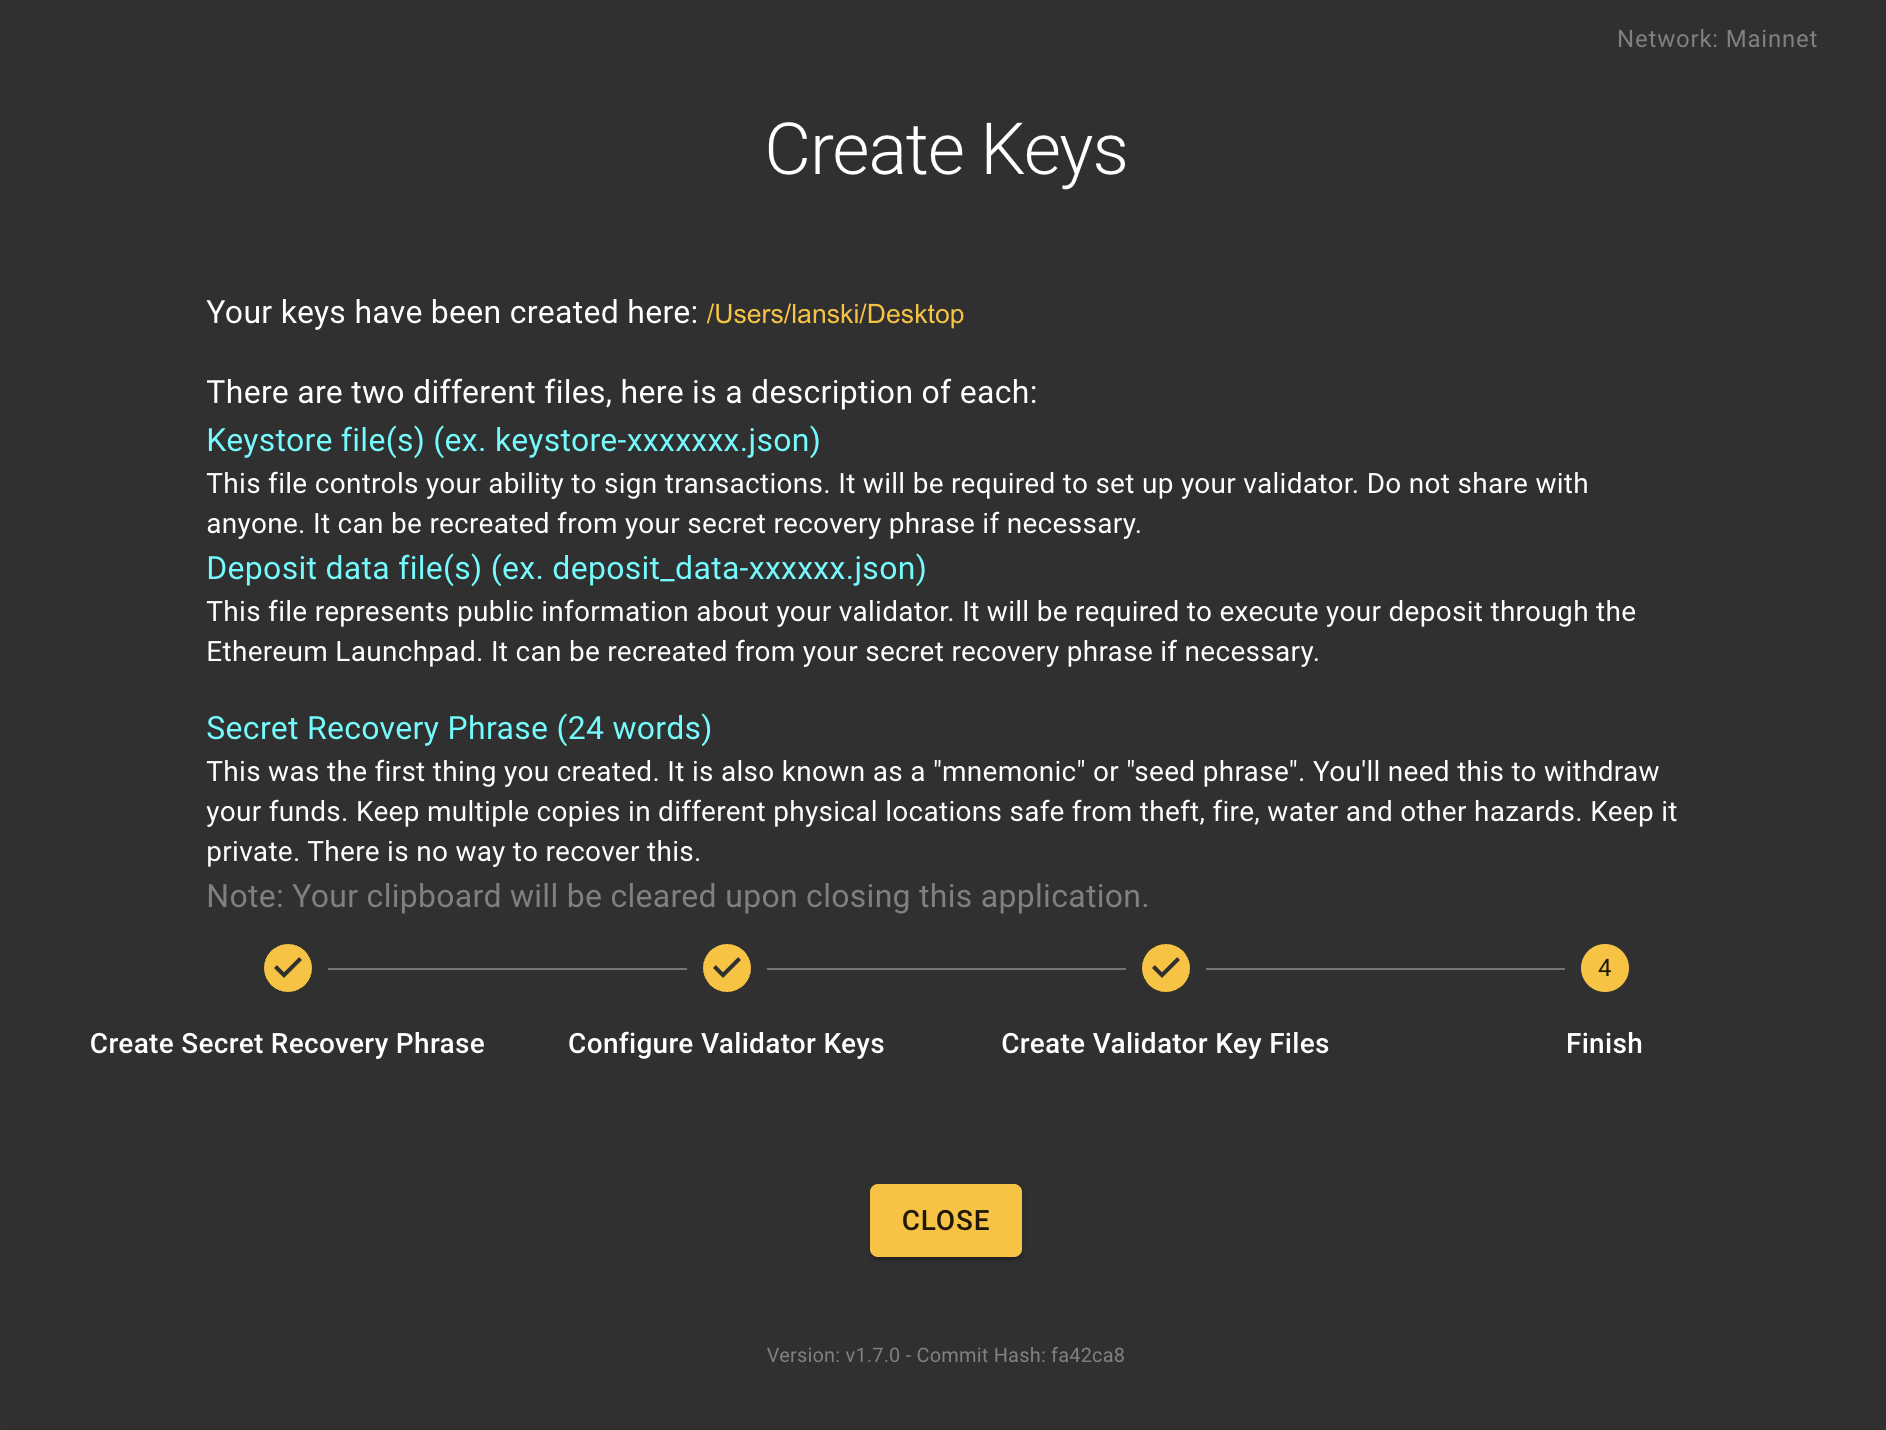 Network: Mainnet
Create Keys
Your keys have been created here: /Users/lanski/Desktop
There are two different files, here is a description of each:
Keystore file(s) (ex. keystore-xxxxxxx.json)
This file controls your ability to sign transactions. It will be required to set up your validator. Do not share with
anyone. It can be recreated from your secret recovery phrase if necessary.
Deposit data file(s) (ex. deposit_data-xxxxxx.json)
This file represents public information about your validator. It will be required to execute your deposit through the
Ethereum Launchpad. It can be recreated from your secret recovery phrase if necessary.
Secret Recovery Phrase (24 words)
This was the first thing you created. It is also known as a "mnemonic" or "seed phrase". You'll need this to withdraw
your funds. Keep multiple copies in different physical locations safe from theft, fire, water and other hazards. Keep it
private. There is no way to recover this.
Note: Your clipboard will be cleared upon closing this application.
4
Create Secret Recovery Phrase
Configure Validator Keys
Create Validator Key Files
Finish
CLOSE
Version: v1.7.0 - Commit Hash: fa42ca8